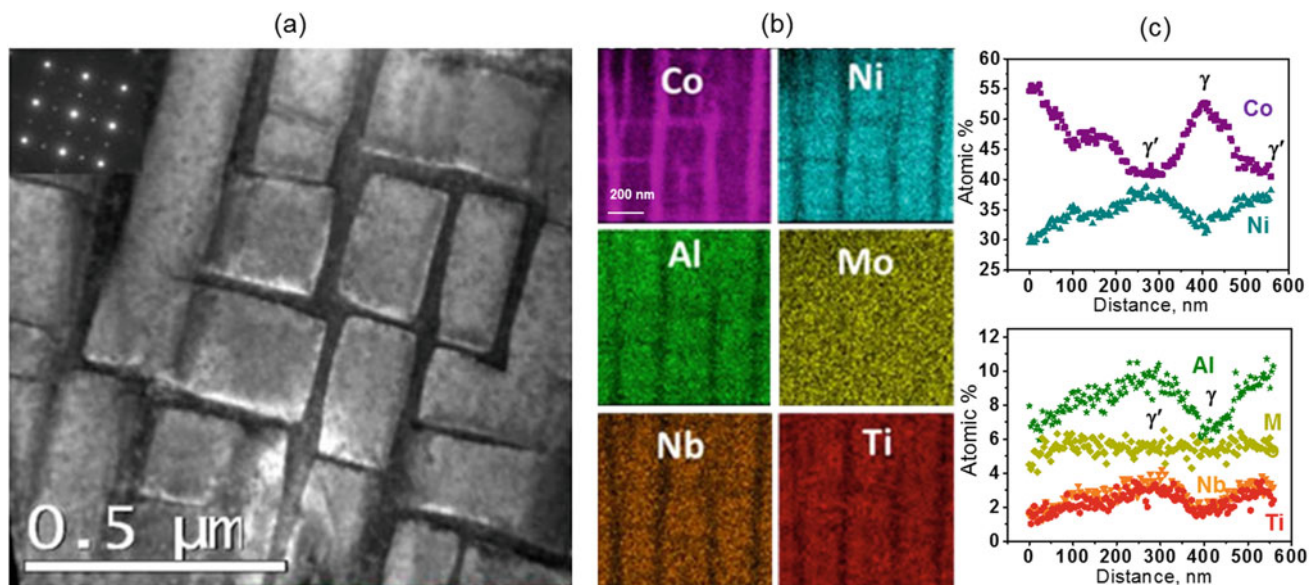 (a)
0.5 μm
(b)
Co
Ni
200 nm
Al
Mo
Nb
Ti
(c)
60
55
50
45
40
35
30
25
Atomic %
γ
Co
γ′
γ′
Ni
0 100 200 300 400 500 600
Distance, nm
12
10
8
6
4
2
0
Atomic %
Al
γ
γ′
M
Nb
Ti
0 100 200 300 400 500 600
Distance, nm